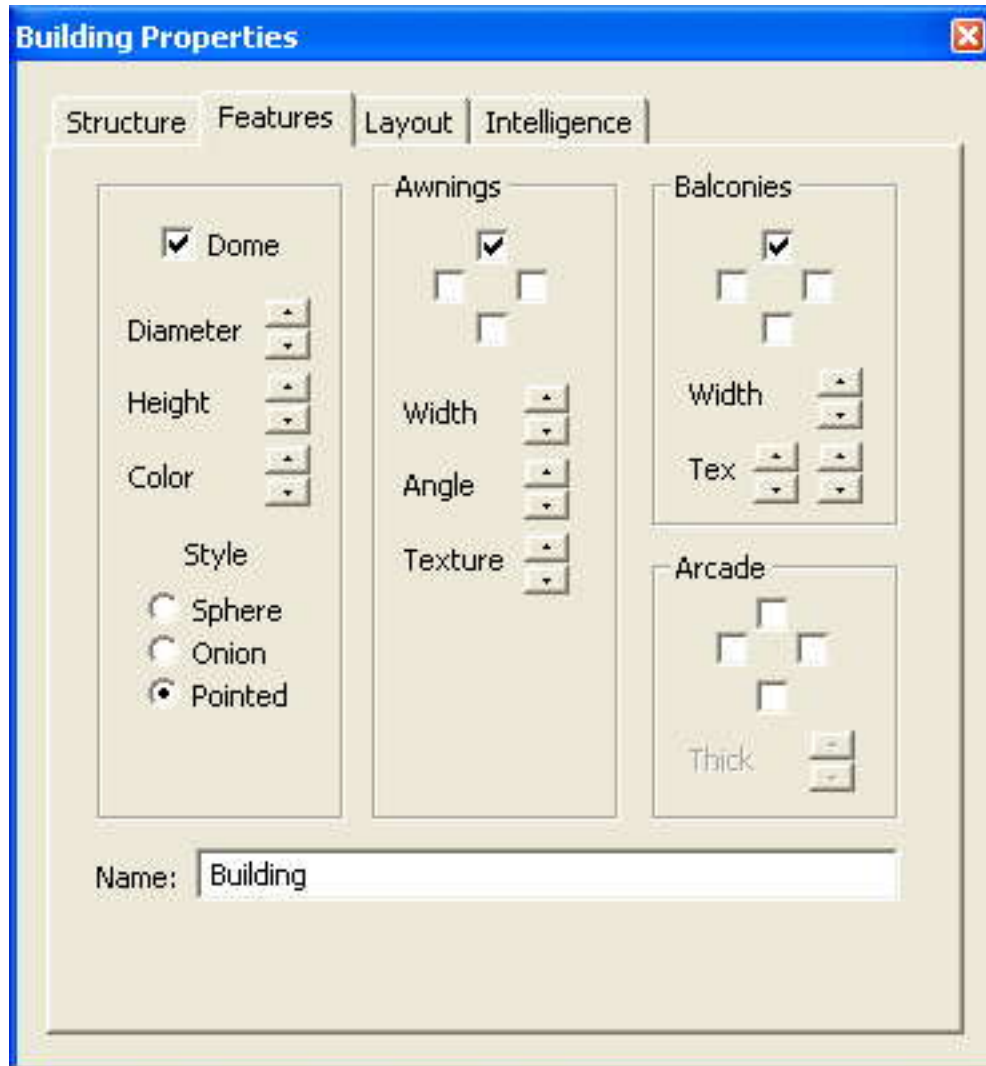 Building Properties
Structure Features Layout Intelligence
Dome
Diameter
Height
Color
Style
Sphere
Onion
Pointed
Awnings
Width
Angle
Texture
Balconies
Width
Tex
Arcade
Thick
Name: Building